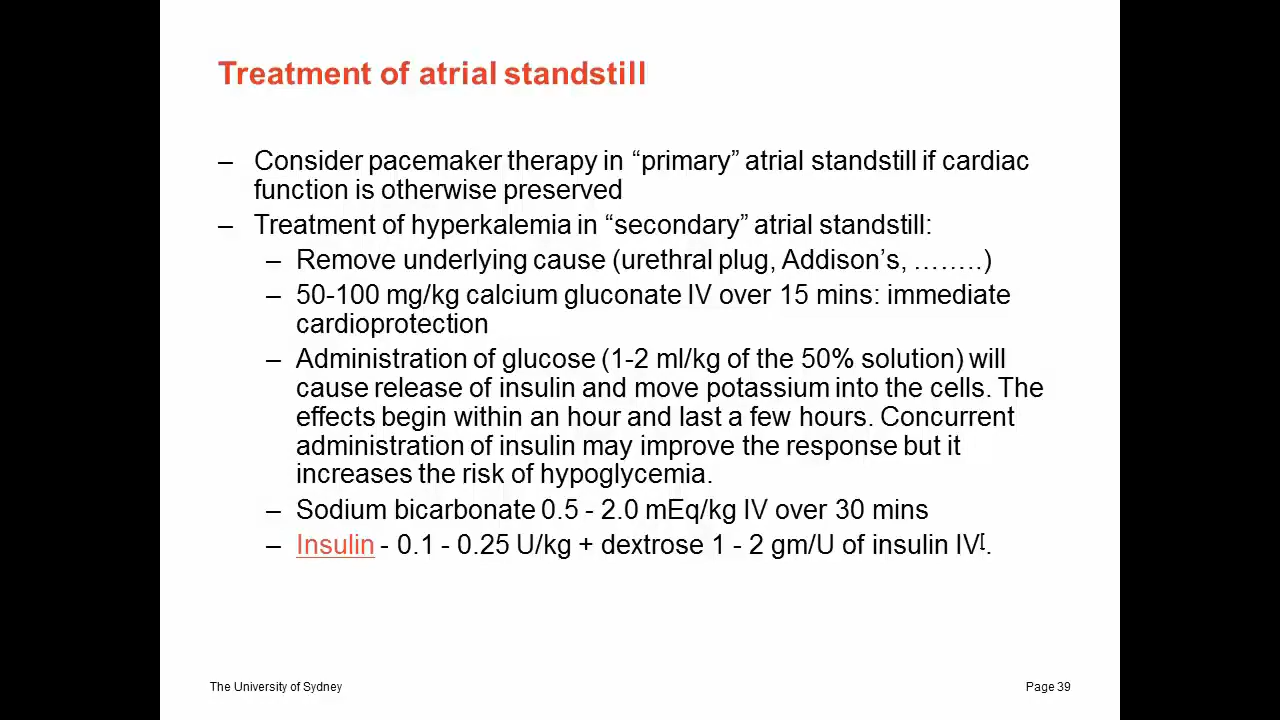 Treatment of atrial standstill
– Consider pacemaker therapy in “primary” atrial standstill if cardiac
function is otherwise preserved
– Treatment of hyperkalemia in “secondary” atrial standstill:
– Remove underlying cause (urethral plug, Addison’s, ……..)
– 50-100 mg/kg calcium gluconate IV over 15 mins: immediate
cardioprotection
– Administration of glucose (1-2 ml/kg of the 50% solution) will
cause release of insulin and move potassium into the cells. The
effects begin within an hour and last a few hours. Concurrent
administration of insulin may improve the response but it
increases the risk of hypoglycemia.
– Sodium bicarbonate 0.5 - 2.0 mEq/kg IV over 30 mins
– Insulin - 0.1 - 0.25 U/kg + dextrose 1 - 2 gm/U of insulin IV[.
The University of Sydney
Page 39